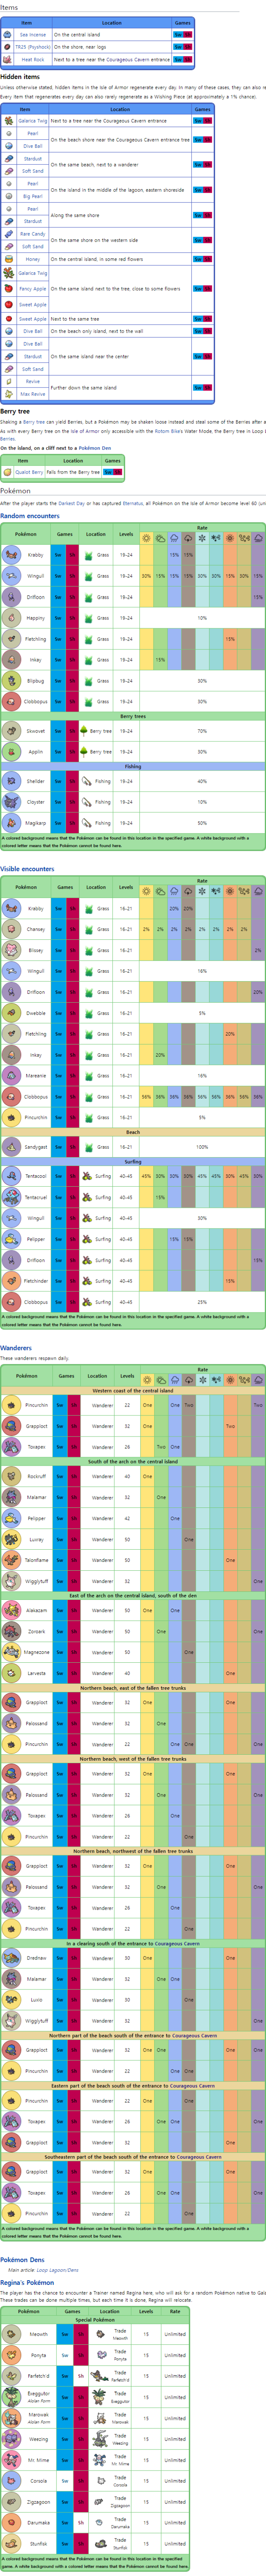 Items
Item Location Games
Sea Incense On the central island Sw Sh
TR25 (Psyshock) On the shore, near logs
Heat Rock Next to a tree near the Courageous Cavern entrance Sw Sh
Hidden items
Unless otherwise stated, hidden items in the Isle of Armor regenerate every day. In many of these cases, they can also re
Every item that regenerates every day can also rarely regenerate as a Wishing Piece (at approximately a 1% chance).
Item Location Games
Galarica Twig Next to a tree near the Courageous Cavern entrance
Pearl
Dive Ball
On the beach shore near the Courageous Cavern entrance tree Sw Sh
Stardust
Soft Sand
On the same beach, next to a wanderer Sw Sh
Pearl
Big Pearl
On the island in the middle of the lagoon, eastern shoreside Sw Sh
Pearl
Stardust
Along the same shore Sw Sh
Rare Candy
Soft Sand
On the same shore on the western side Sw Sh
Honey On the central island, in some red flowers Sw Sh
Galarica Twig
Fancy Apple
Sweet Apple
On the same island next to the tree, close to some flowers Sw Sh
Sweet Apple Next to the same tree Sw Sh
Dive Ball On the beach only island, next to the wall Sw Sh
Dive Ball
Stardust
Soft Sand
On the same island near the center Sw Sh
Revive
Max Revive
Further down the same island Sw Sh
Berry tree
Shaking a Berry tree can yield Berries, but a Pokémon may be shaken loose instead and steal some of the Berries after a
As with every Berry tree on the Isle of Armor only accessible with the Rotom Bike's Water Mode, the Berry tree in Loop
Berries.
On the island, on a cliff next to a Pokémon Den
Item Location Games
Qualot Berry Falls from the Berry tree Sw Sh
Pokémon
After the player starts the Darkest Day or has captured Eternatus, all Pokémon on the Isle of Armor become level 60
Random encounters
Pokémon Games Location Levels Rate
Krabby Sw Sh Grass 19-24 15% 15%
Wingull Sw Sh Grass 19-24 30% 15% 15% 15% 30% 30% 15% 30% 15%
Drifloon Sw Sh Grass 19-24 15%
Happiny Sw Sh Grass 19-24 10%
Fletchling Sw Sh Grass 19-24 15%
Inkay Sw Sh Grass 19-24 15%
Blipbug Sw Sh Grass 19-24 30%
Clobbopus Sw Sh Grass 19-24 30%
Berry trees
Skwovet Sw Sh Berry tree 19-24 70%
Applin Sw Sh Berry tree 19-24 30%
Fishing
Shellder Sw Sh Fishing 19-24 40%
Cloyster Sw Sh Fishing 19-24 10%
Magikarp Sw Sh Fishing 19-24 50%
A colored background means that the Pokémon can be found in this location in the specified game. A white background with a
colored letter means that the Pokémon cannot be found here.
Visible encounters
Pokémon Games Location Levels Rate
Krabby Sw Sh Grass 16-21 20% 20%
Chansey Sw Sh Grass 16-21 2% 2% 2% 2% 2% 2% 2% 2%
Blissey Sw Sh Grass 16-21 2%
Wingull Sw Sh Grass 16-21 16%
Drifloon Sw Sh Grass 16-21 20%
Dwebble Sw Sh Grass 16-21 5%
Fletchling Sw Sh Grass 16-21 20%
Inkay Sw Sh Grass 16-21 20%
Mareanie Sw Sh Grass 16-21 16%
Clobbopus Sw Sh Grass 16-21 56% 36% 36% 36% 56% 56% 36% 56% 36%
Pincurchin Sw Sh Grass 16-21 5%
Beach
Sandygast Sw Sh Grass 16-21 100%
Surfing
Tentacool Sw Sh Surfing 40-45 45% 30% 30% 30% 45% 45% 30% 45% 30%
Tentacruel Sw Sh Surfing 40-45 15%
Wingull Sw Sh Surfing 40-45 30%
Pelipper Sw Sh Surfing 40-45 15% 15%
Drifloon Sw Sh Surfing 40-45 15%
Fletchinder Sw Sh Surfing 40-45 15%
Clobbopus Sw Sh Surfing 40-45 25%
A colored background means that the Pokémon can be found in this location in the specified game. A white background with a
colored letter means that the Pokémon cannot be found here.
Wanderers
These wanderers respawn daily.
Pokémon Games Location Levels Rate
Western coast of the central island
Pincurchin Sw Sh Wanderer 22 One One Two Two
Grapploct Sw Sh Wanderer 32 One Two
Toxapex Sw Sh Wanderer 26 Two One
South of the arch on the central island
Rockruff Sw Sh Wanderer 40 One
Malamar Sw Sh Wanderer 32 One
Pelipper Sw Sh Wanderer 42 One
Luxray Sw Sh Wanderer 50 One
Talonflame Sw Sh Wanderer 50 One
Wigglytuff Sw Sh Wanderer 32 One
East of the arch on the central island, south of the den
Alakazam Sw Sh Wanderer 50 One One
Zoroark Sw Sh Wanderer 50 One One
Magnezone Sw Sh Wanderer 50 One
Larvesta Sw Sh Wanderer 40 One
Northern beach, east of the fallen tree trunks
Grapploct Sw Sh Wanderer 32 One One
Palossand Sw Sh Wanderer 32 One One
Pincurchin Sw Sh Wanderer 22 One One
Northern beach, west of the fallen tree trunks
Grapploct Sw Sh Wanderer 32 One One
Palossand Sw Sh Wanderer 32 One One
Toxapex Sw Sh Wanderer 26 One
Pincurchin Sw Sh Wanderer 22 One
Northern beach, northwest of the fallen tree trunks
Grapploct Sw Sh Wanderer 32 One One
Palossand Sw Sh Wanderer 32 One One
Toxapex Sw Sh Wanderer 26 One
Pincurchin Sw Sh Wanderer 22 One
In a clearing south of the entrance to Courageous Cavern
Drednaw Sw Sh Wanderer 30 One One
Malamar Sw Sh Wanderer 32 One One
Luxio Sw Sh Wanderer 30 One
Wigglytuff Sw Sh Wanderer 32 One
Northern part of the beach south of the entrance to Courageous Cavern
Grapploct Sw Sh Wanderer 32 One One One One
Pincurchin Sw Sh Wanderer 22 One One
Eastern part of the beach south of the entrance to Courageous Cavern
Pincurchin Sw Sh Wanderer 22 One One
Toxapex Sw Sh Wanderer 26 One One One
Grapploct Sw Sh Wanderer 32 One
Southeastern part of the beach south of the entrance to Courageous Cavern
Grapploct Sw Sh Wanderer 32 One One
Toxapex Sw Sh Wanderer 26 One One One
Pincurchin Sw Sh Wanderer 22 One
A colored background means that the Pokémon can be found in this location in the specified game. A white background with a
colored letter means that the Pokémon cannot be found here.
Pokémon Dens
Main article: Loop Lagoon/Dens
Regina's Pokémon
The player has the chance to encounter a Trainer named Regina here, who will ask for a random Pokémon native to
These trades can be done multiple times, but each time it is done, Regina will relocate.
Pokémon Games Location Levels Rate
Special Pokémon
Meowth Sw Sh Trade Meowth 15 Unlimited
Ponyta Sw Sh Trade Ponyta 15 Unlimited
Farfetch'd Sw Sh Trade Farfetch'd 15 Unlimited
Exeggutor Alolan Form Sw Sh Trade Exeggutor 15 Unlimited
Marowak Alolan Form Sw Sh Trade Marowak 15 Unlimited
Weezing Sw Sh Trade Weezing 15 Unlimited
Mr. Mime Sw Sh Trade Mr. Mime 15 Unlimited
Corsola Sw Sh Trade Corsola 15 Unlimited
Zigzagoon Sw Sh Trade Zigzagoon 15 Unlimited
Darumaka Sw Sh Trade Darumaka 15 Unlimited
Stunfisk Sw Sh Trade Stunfisk 15 Unlimited
A colored background means that the Pokémon can be found in this location in the specified
game. A white background with a colored letter means that the Pokémon cannot be found here.